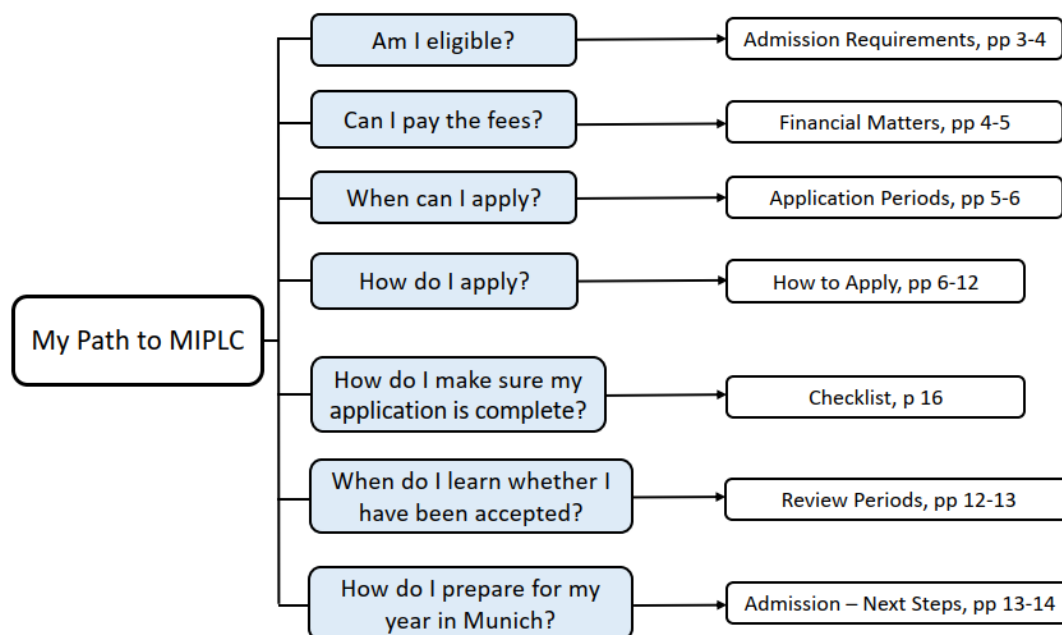 Am I eligible?
Admission Requirements, pp 3-4
Can I pay the fees?
Financial Matters, pp 4-5
When can I apply?
Application Periods, pp 5-6
How do I apply?
How to Apply, pp 6-12
My Path to MIPLC
How do I make sure my
application is complete?
Checklist, p 16
When do I learn whether I
have been accepted?
Review Periods, pp 12-13
How do I prepare for my
year in Munich?
Admission – Next Steps, pp 13-14